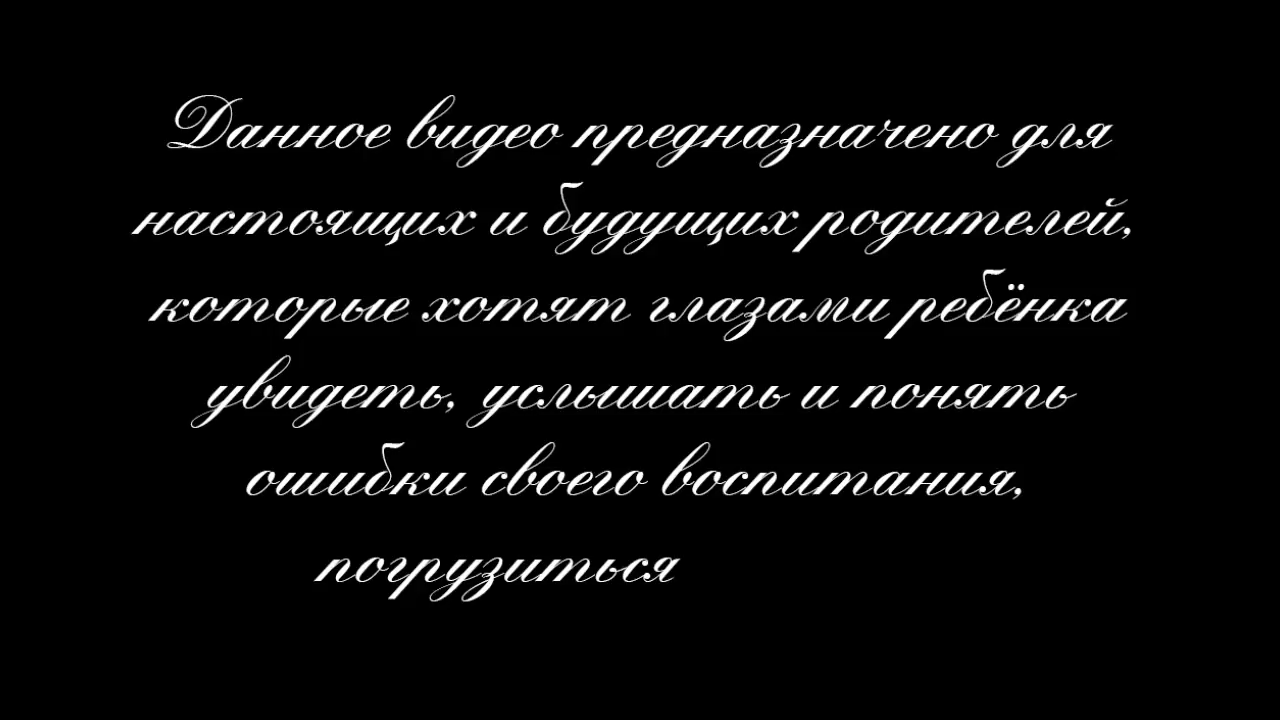 Данное видео предназначено для
настоящих и будущих родителей,
которые хотят глазами ребёнка
увидеть, услышать и понять
ошибки своего воспитания,
погрузиться